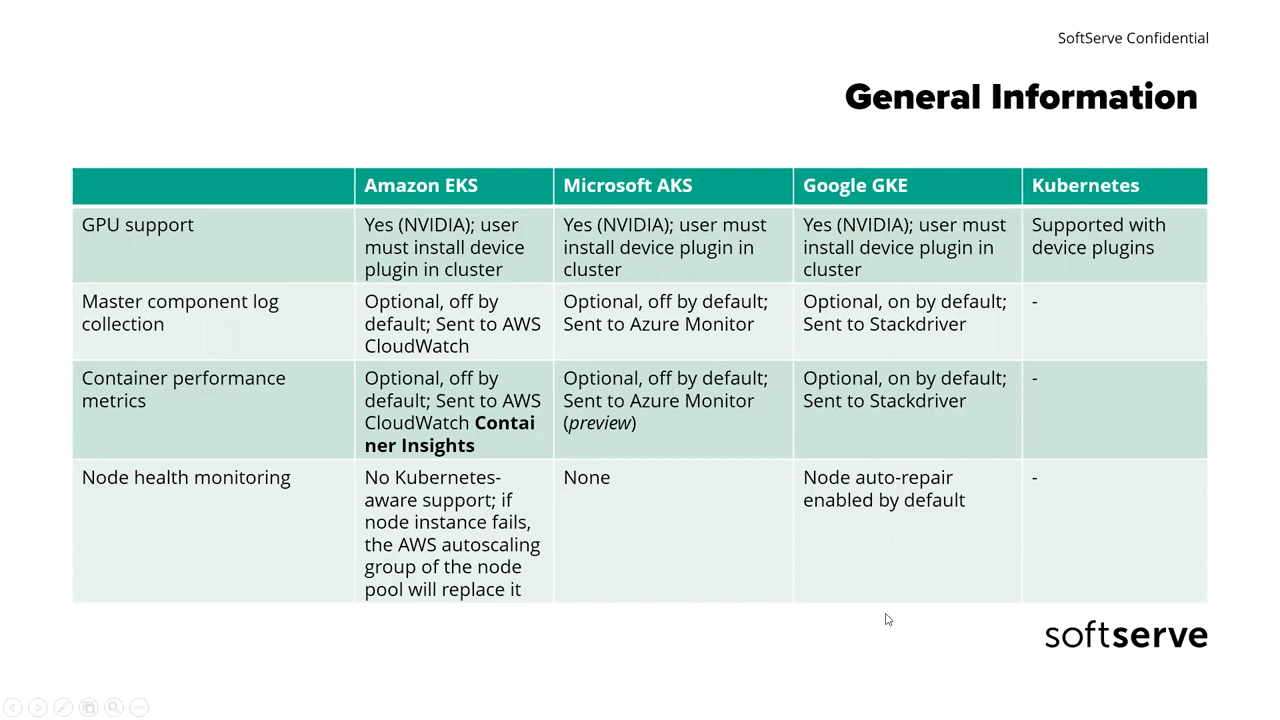 SoftServe Confidential
General Information
Amazon EKS
Microsoft AKS
Google GKE
Kubernetes
GPU support
Yes (NVIDIA); user
must install device
plugin in cluster
Yes (NVIDIA); user must
install device plugin in
cluster
Yes (NVIDIA); user must
install device plugin in
cluster
Supported with
device plugins
Master component log
collection
Optional, off by
default; Sent to AWS
CloudWatch
Optional, off by default;
Sent to Azure Monitor
Optional, on by default;
Sent to Stackdriver
-
Container performance
metrics
Optional, off by
default; Sent to AWS
CloudWatch Contai
ner Insights
Optional, off by default;
Sent to Azure Monitor
(preview)
Optional, on by default;
Sent to Stackdriver
-
Node health monitoring
No Kubernetes-
aware support; if
node instance fails,
the AWS autoscaling
group of the node
pool will replace it
None
Node auto-repair
enabled by default
-
softserve